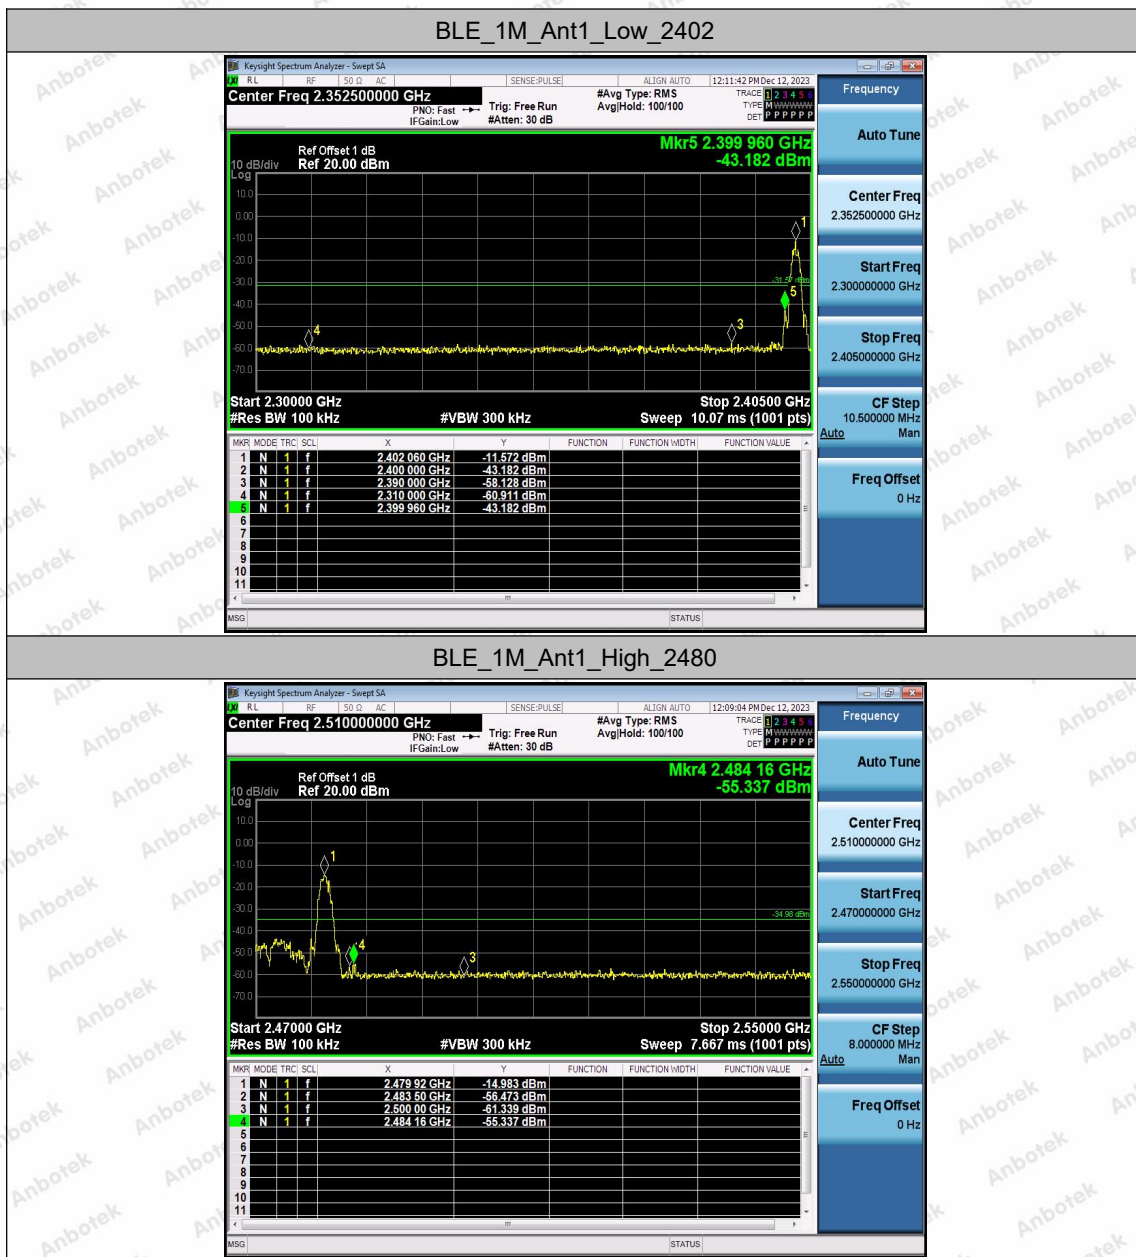 BLE_1M_Ant1_Low_2402
Keysight Spectrum Analyzer - Swept SA
LXI RL RF 50 Ω AC SENSE:PULSE ALIGN AUTO 12:11:42 PM Dec 12, 2023
Center Freq 2.352500000 GHz
PNO: Fast
IFGain:Low
Trig: Free Run
#Atten: 30 dB
#Avg Type: RMS
Avg|Hold: 100/100
TRACE 1 2 3 4 5 6
TYPE M WWWWW
DET P P P P P P
Frequency
Auto Tune
Center Freq
2.352500000 GHz
Start Freq
2.300000000 GHz
Stop Freq
2.405000000 GHz
CF Step
10.500000 MHz
Auto Man
Freq Offset
0 Hz
Mkr5 2.399 960 GHz
-43.182 dBm
Ref Offset 1 dB
10 dB/div Ref 20.00 dBm
Log
10.0
0.00
-10.0
-20.0
-30.0
-40.0
-50.0
-60.0
-70.0
1
-31.57 dBm
5
3
4
Start 2.30000 GHz Stop 2.40500 GHz
#Res BW 100 kHz #VBW 300 kHz Sweep 10.07 ms (1001 pts)
MKR MODE TRC SCL X Y FUNCTION FUNCTION WIDTH FUNCTION VALUE
1 N 1 f 2.402 060 GHz -11.572 dBm
2 N 1 f 2.400 000 GHz -43.182 dBm
3 N 1 f 2.390 000 GHz -58.128 dBm
4 N 1 f 2.310 000 GHz -60.911 dBm
5 N 1 f 2.399 960 GHz -43.182 dBm
6
7
8
9
10
11
MSG STATUS
BLE_1M_Ant1_High_2480
Keysight Spectrum Analyzer - Swept SA
LXI RL RF 50 Ω AC SENSE:PULSE ALIGN AUTO 12:09:04 PM Dec 12, 2023
Center Freq 2.510000000 GHz
PNO: Fast
IFGain:Low
Trig: Free Run
#Atten: 30 dB
#Avg Type: RMS
Avg|Hold: 100/100
TRACE 1 2 3 4 5 6
TYPE M WWWWW
DET P P P P P P
Frequency
Auto Tune
Center Freq
2.510000000 GHz
Start Freq
2.470000000 GHz
Stop Freq
2.550000000 GHz
CF Step
8.000000 MHz
Auto Man
Freq Offset
0 Hz
Mkr4 2.484 16 GHz
-55.337 dBm
Ref Offset 1 dB
10 dB/div Ref 20.00 dBm
Log
10.0
0.00
-10.0
-20.0
-30.0
-40.0
-50.0
-60.0
-70.0
1
-34.98 dBm
4
3
Start 2.47000 GHz Stop 2.55000 GHz
#Res BW 100 kHz #VBW 300 kHz Sweep 7.667 ms (1001 pts)
MKR MODE TRC SCL X Y FUNCTION FUNCTION WIDTH FUNCTION VALUE
1 N 1 f 2.479 92 GHz -14.983 dBm
2 N 1 f 2.483 50 GHz -56.473 dBm
3 N 1 f 2.500 00 GHz -61.339 dBm
4 N 1 f 2.484 16 GHz -55.337 dBm
5
6
7
8
9
10
11
MSG STATUS
Anbotek